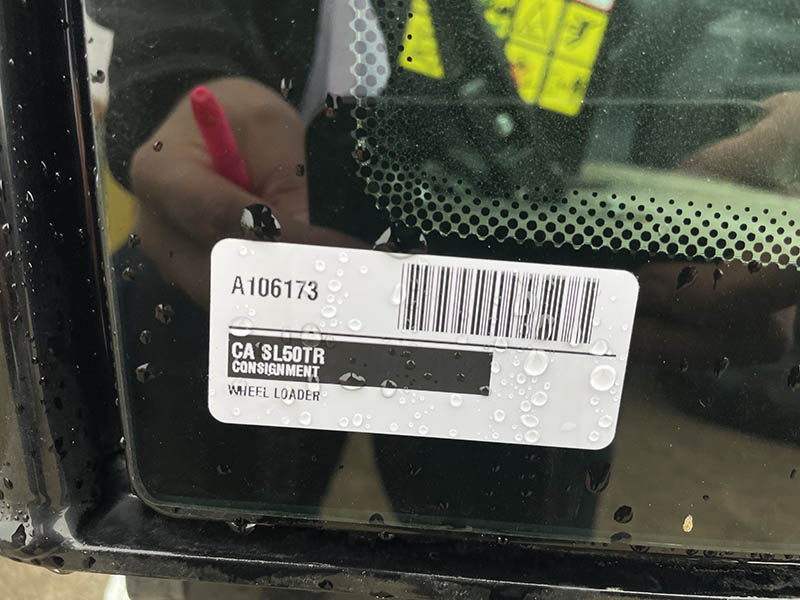 A106173
CA SL50TR
CONSIGNMENT
WHEEL LOADER